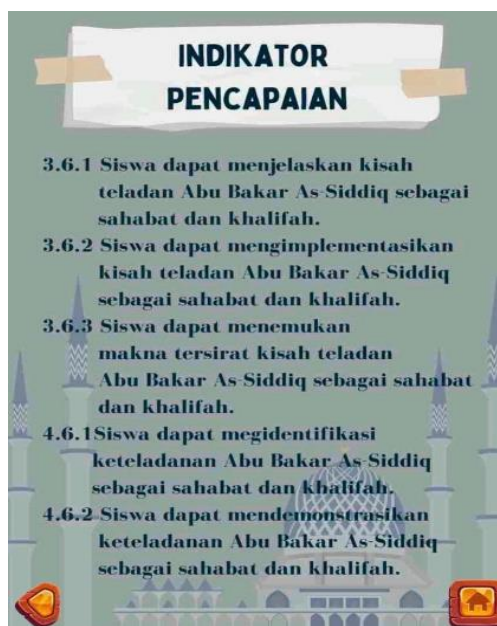 INDIKATOR
PENCAPAIAN
3.6.1 Siswa dapat menjelaskan kisah
teladan Abu Bakar As-Siddiq sebagai
sahabat dan khalifah.
3.6.2 Siswa dapat mengimplementasikan
kisah teladan Abu Bakar As-Siddiq
sebagai sahabat dan khalifah.
3.6.3 Siswa dapat menemukan
makna tersirat kisah teladan
Abu Bakar As-Siddiq sebagai sahabat
dan khalifah.
4.6.1Siswa dapat megidentifikasi
keteladanan Abu Bakar As-Siddiq
sebagai sahabat dan khalifah.
4.6.2 Siswa dapat mendemonstrasikan
keteladanan Abu Bakar As-Siddiq
sebagai sahabat dan khalifah.